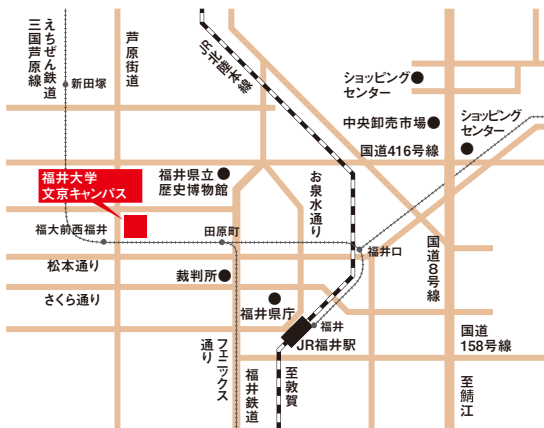 えちぜん鉄道
三国芦原線
芦原街道
JR北陸本線
新田塚
ショッピング
センター
中央卸売市場
ショッピング
センター
国道416号線
福井県立
歴史博物館
お泉水通り
福井大学
文京キャンパス
福大前西福井
田原町
福井口
松本通り
裁判所
国道8号線
さくら通り
福井県庁
福井
JR福井駅
フェニックス
通り
国道
158号線
福井鉄道
至敦賀
至鯖江